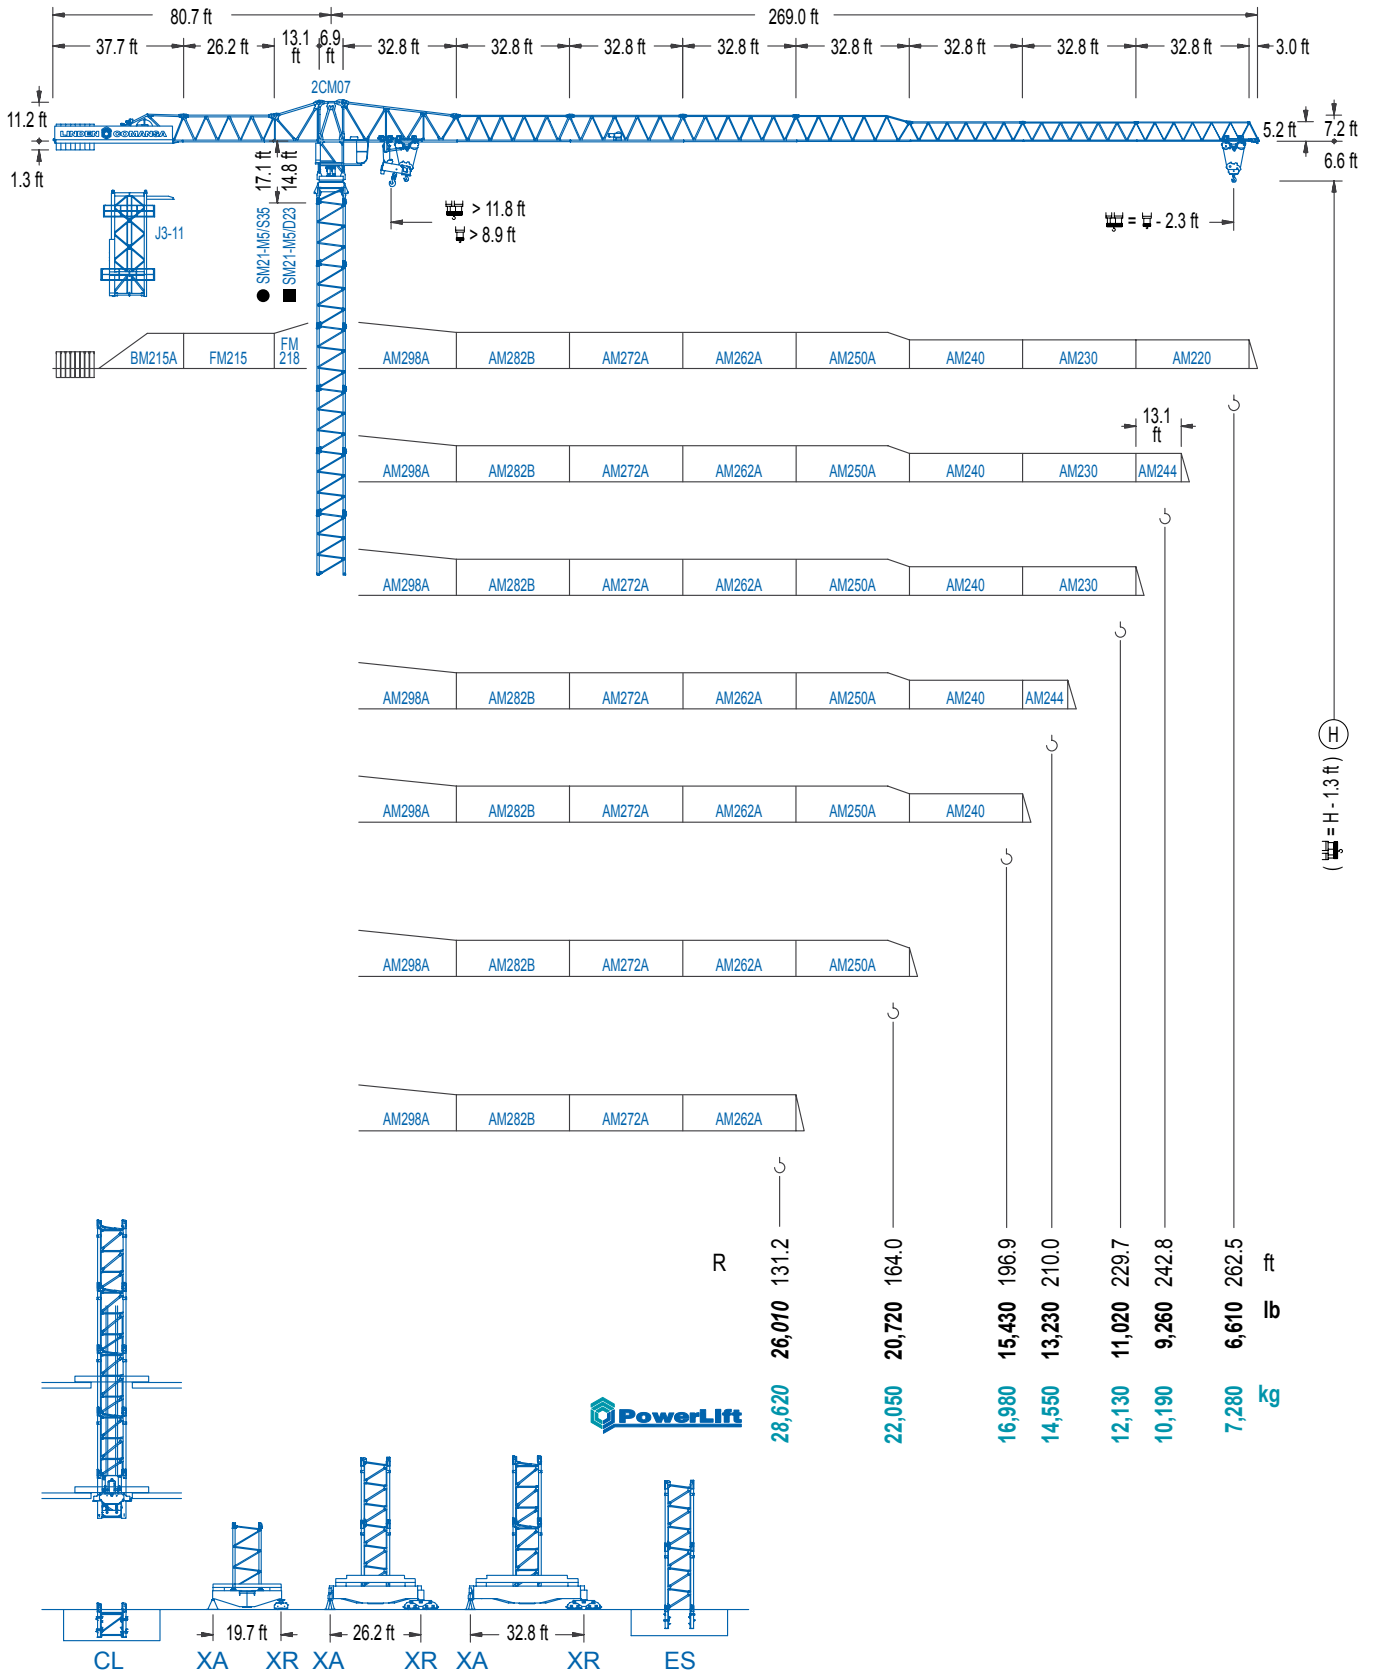 80.7 ft 269.0 ft
37.7 ft 26.2 ft 13.1 ft 6.9 ft 32.8 ft 32.8 ft 32.8 ft 32.8 ft 32.8 ft 32.8 ft 32.8 ft 32.8 ft 3.0 ft
2CM07
11.2 ft
LINDEN COMANSA
5.2 ft 7.2 ft
1.3 ft
6.6 ft
17.1 ft
14.8 ft
J3-11
SM21-M5/S35
SM21-M5/D23
> 11.8 ft
> 8.9 ft
= - 2.3 ft
BM215A FM215 FM 218 AM298A AM282B AM272A AM262A AM250A AM240 AM230 AM220
13.1 ft
AM298A AM282B AM272A AM262A AM250A AM240 AM230 AM244
AM298A AM282B AM272A AM262A AM250A AM240 AM230
AM298A AM282B AM272A AM262A AM250A AM240 AM244
H
( = H - 1.3 ft )
AM298A AM282B AM272A AM262A AM250A AM240
AM298A AM282B AM272A AM262A AM250A
AM298A AM282B AM272A AM262A
R 131.2 164.0 196.9 210.0 229.7 242.8 262.5 ft
26,010 20,720 15,430 13,230 11,020 9,260 6,610 lb
PowerLift 28,620 22,050 16,980 14,550 12,130 10,190 7,280 kg
19.7 ft 26.2 ft 32.8 ft
CL XA XR XA XR XA XR ES